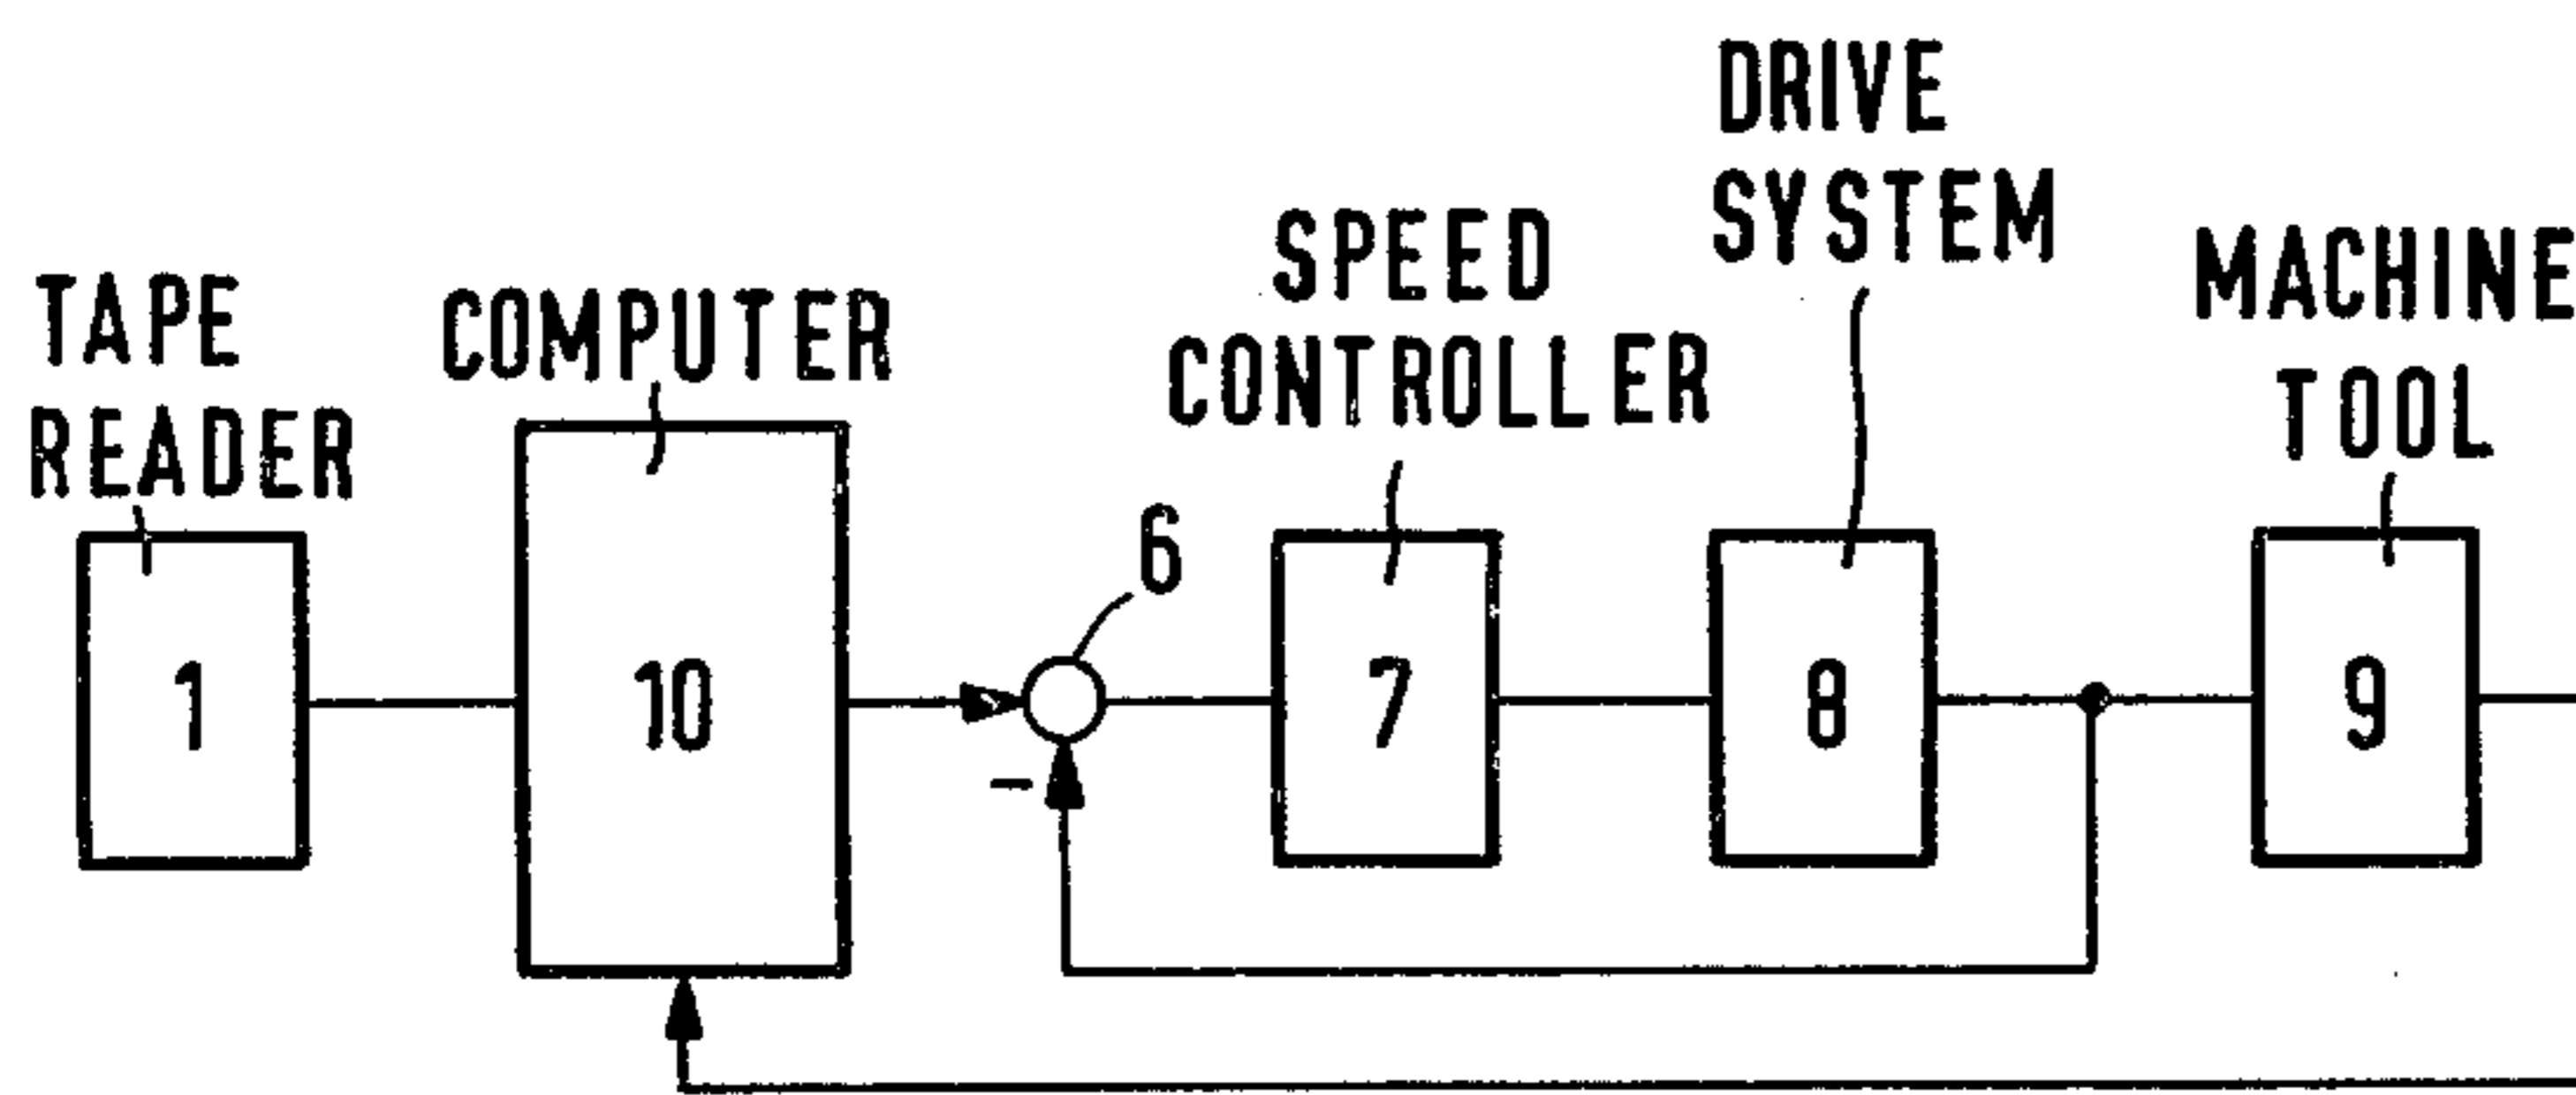 TAPE
READER
COMPUTER
SPEED
CONTROLLER
DRIVE
SYSTEM
MACHINE
TOOL
6
1
10
7
8
9
-